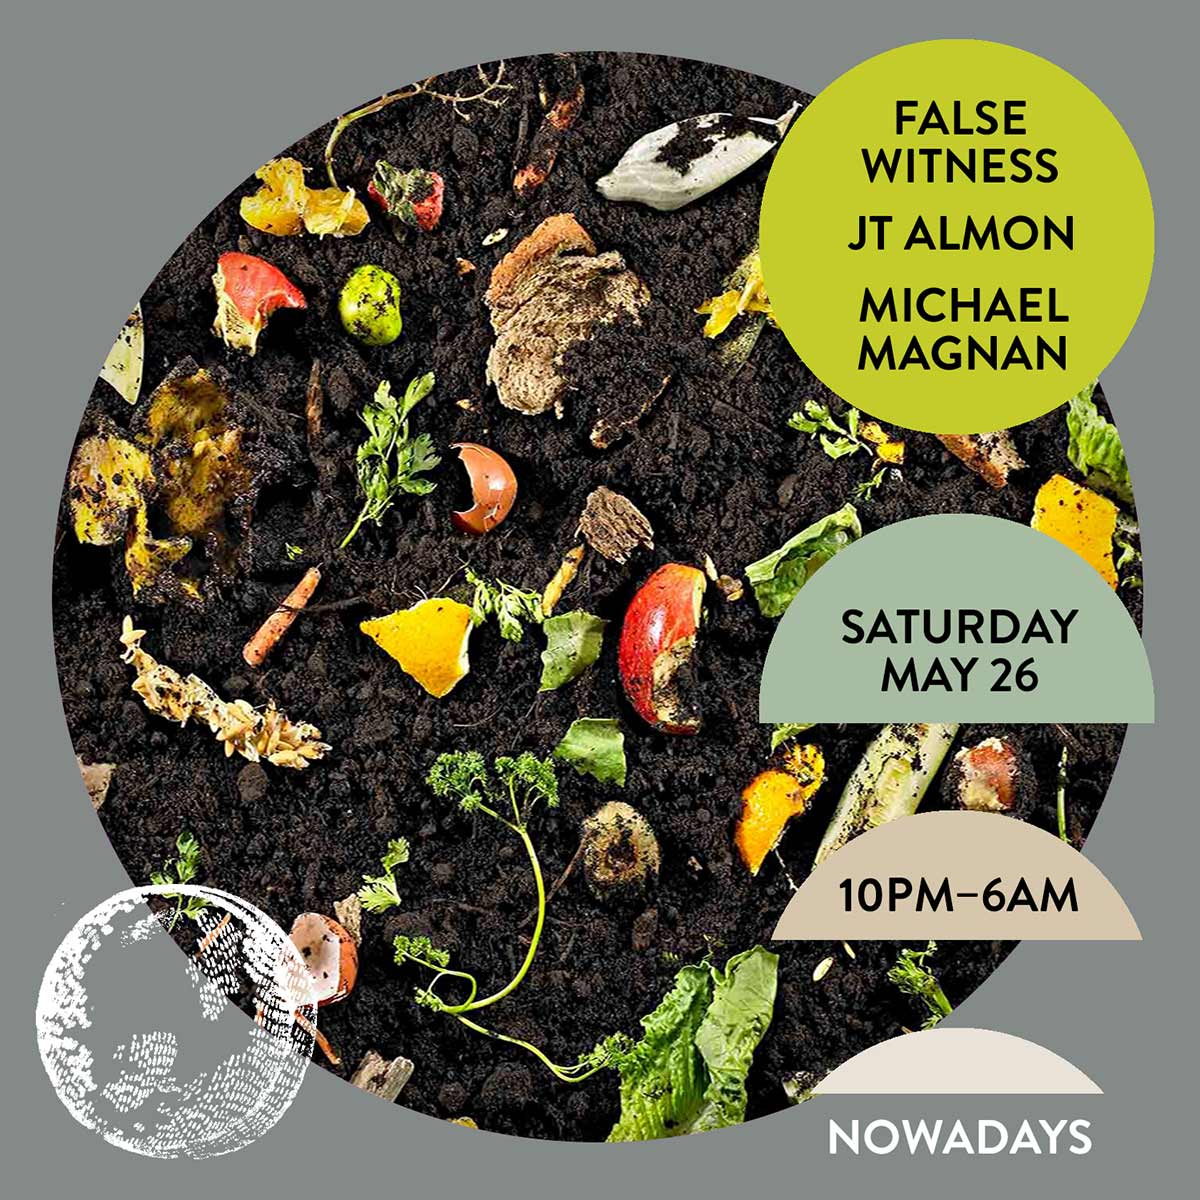 FALSE
WITNESS
JT ALMON
MICHAEL
MAGNAN
SATURDAY
MAY 26
10PM–6AM
NOWADAYS